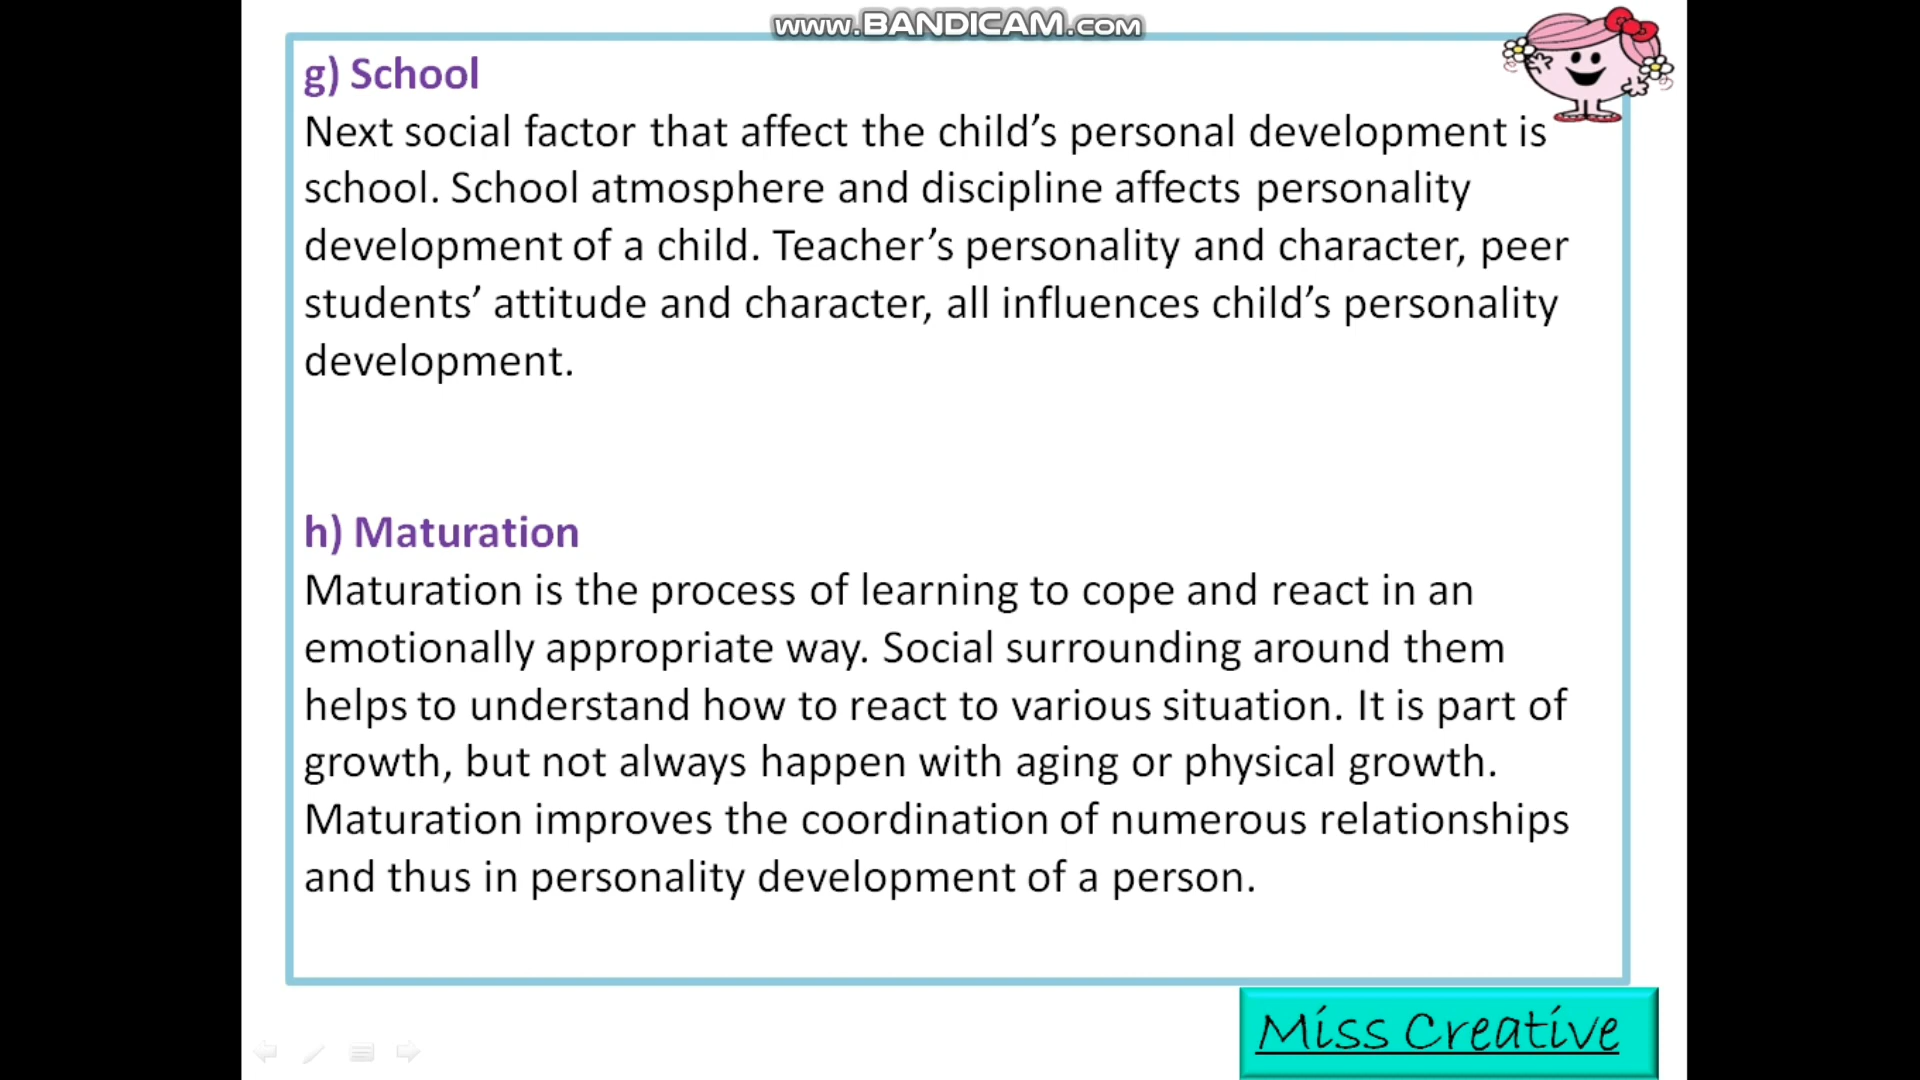 www.BANDICAM.com
g) School
Next social factor that affect the child’s personal development is
school. School atmosphere and discipline affects personality
development of a child. Teacher’s personality and character, peer
students’ attitude and character, all influences child’s personality
development.
h) Maturation
Maturation is the process of learning to cope and react in an
emotionally appropriate way. Social surrounding around them
helps to understand how to react to various situation. It is part of
growth, but not always happen with aging or physical growth.
Maturation improves the coordination of numerous relationships
and thus in personality development of a person.
Miss Creative